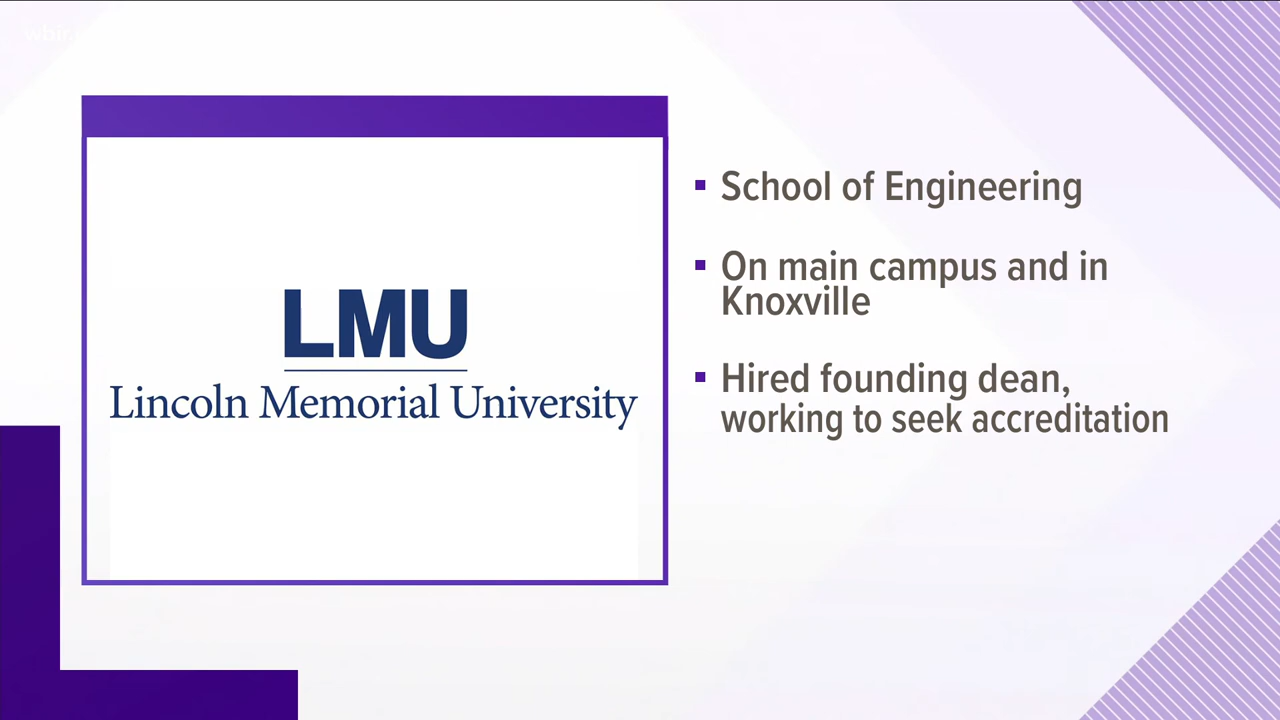 LMU
Lincoln Memorial University
School of Engineering
On main campus and in
Knoxville
Hired founding dean,
working to seek accreditation